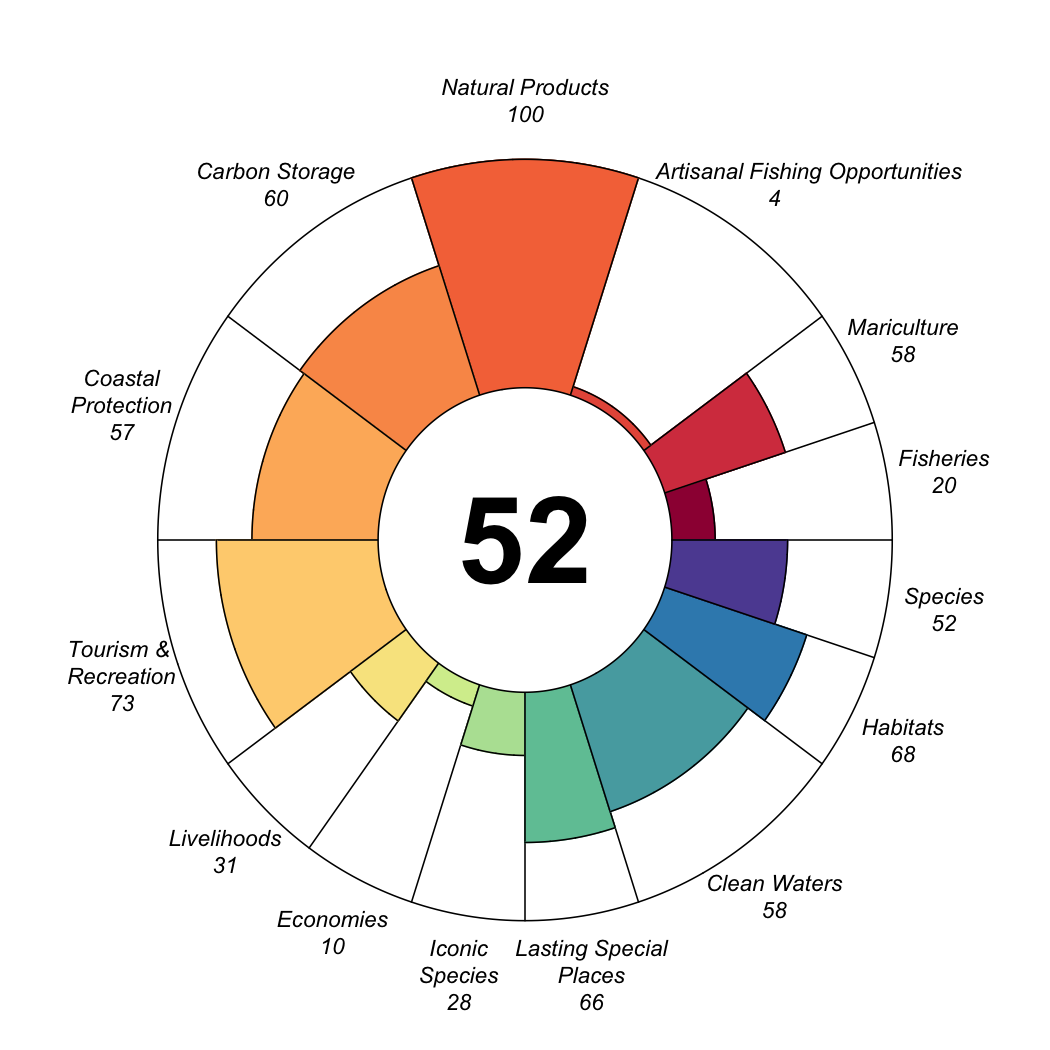 Natural Products
100
Artisanal Fishing Opportunities
4
Mariculture
58
Fisheries
20
Species
52
Habitats
68
Clean Waters
58
Lasting Special
Places
66
Iconic
Species
28
Economies
10
Livelihoods
31
Tourism &
Recreation
73
Coastal
Protection
57
Carbon Storage
60
52